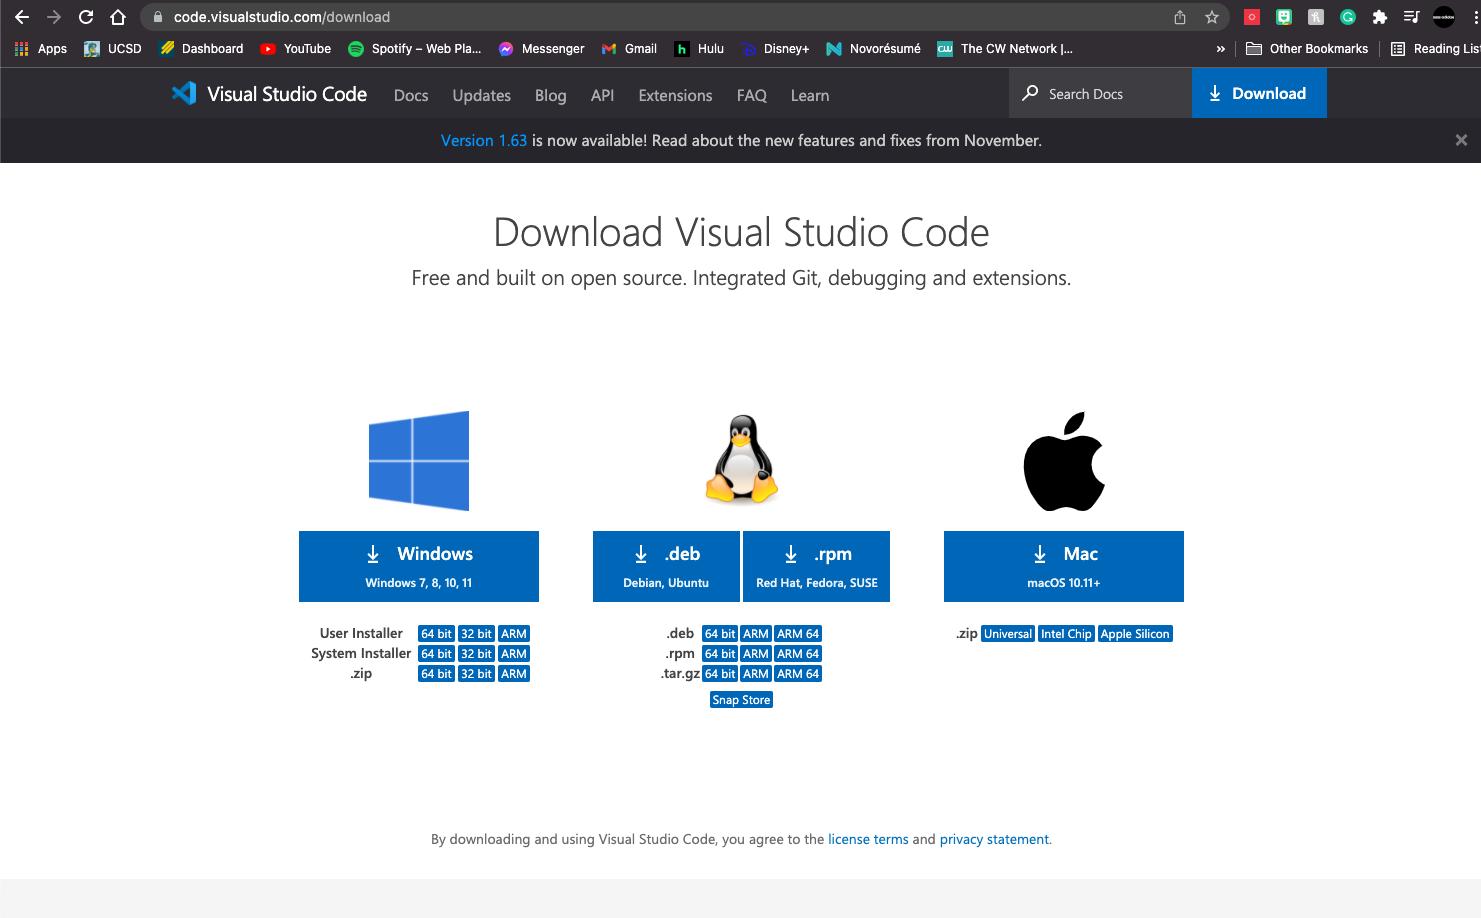 code.visualstudio.com/download
Apps UCSD Dashboard YouTube Spotify – Web Pla... Messenger Gmail hulu Disney+ Novorésumé The CW Network |... » Other Bookmarks Reading List
Visual Studio Code Docs Updates Blog API Extensions FAQ Learn Search Docs Download
Version 1.63 is now available! Read about the new features and fixes from November.
Download Visual Studio Code
Free and built on open source. Integrated Git, debugging and extensions.
Windows
Windows 7, 8, 10, 11
User Installer 64 bit 32 bit ARM
System Installer 64 bit 32 bit ARM
.zip 64 bit 32 bit ARM
.deb
Debian, Ubuntu
.rpm
Red Hat, Fedora, SUSE
.deb 64 bit ARM ARM 64
.rpm 64 bit ARM ARM 64
.tar.gz 64 bit ARM ARM 64
Snap Store
Mac
macOS 10.11+
.zip Universal Intel Chip Apple Silicon
By downloading and using Visual Studio Code, you agree to the license terms and privacy statement.